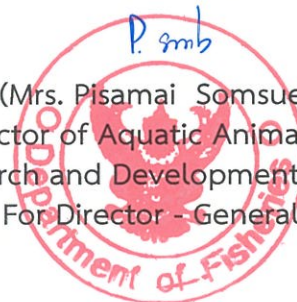 P. smb
(Mrs. Pisamai Somsue
ctor of Aquatic Anima
rch and Development
For Director - General
Department of Fisheries